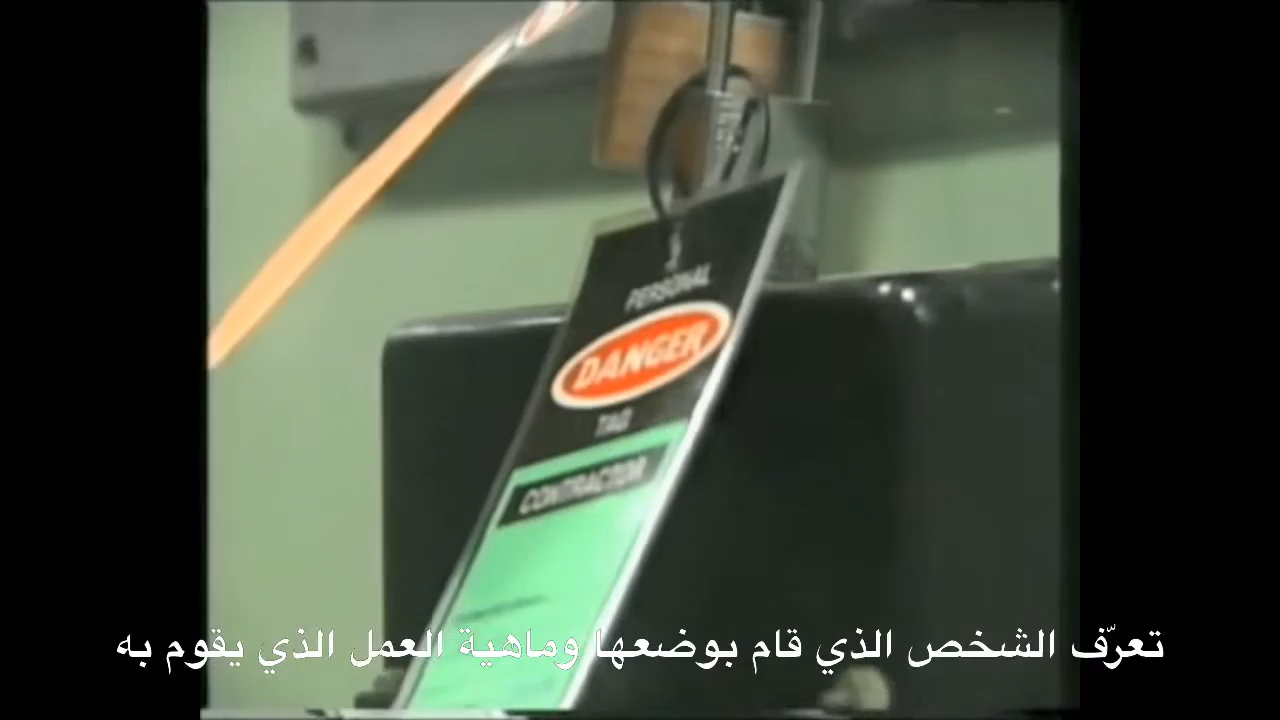 PERSONAL
DANGER
TAG
CONTRACTOR
تعرّف الشخص الذي قام بوضعها وماهية العمل الذي يقوم به